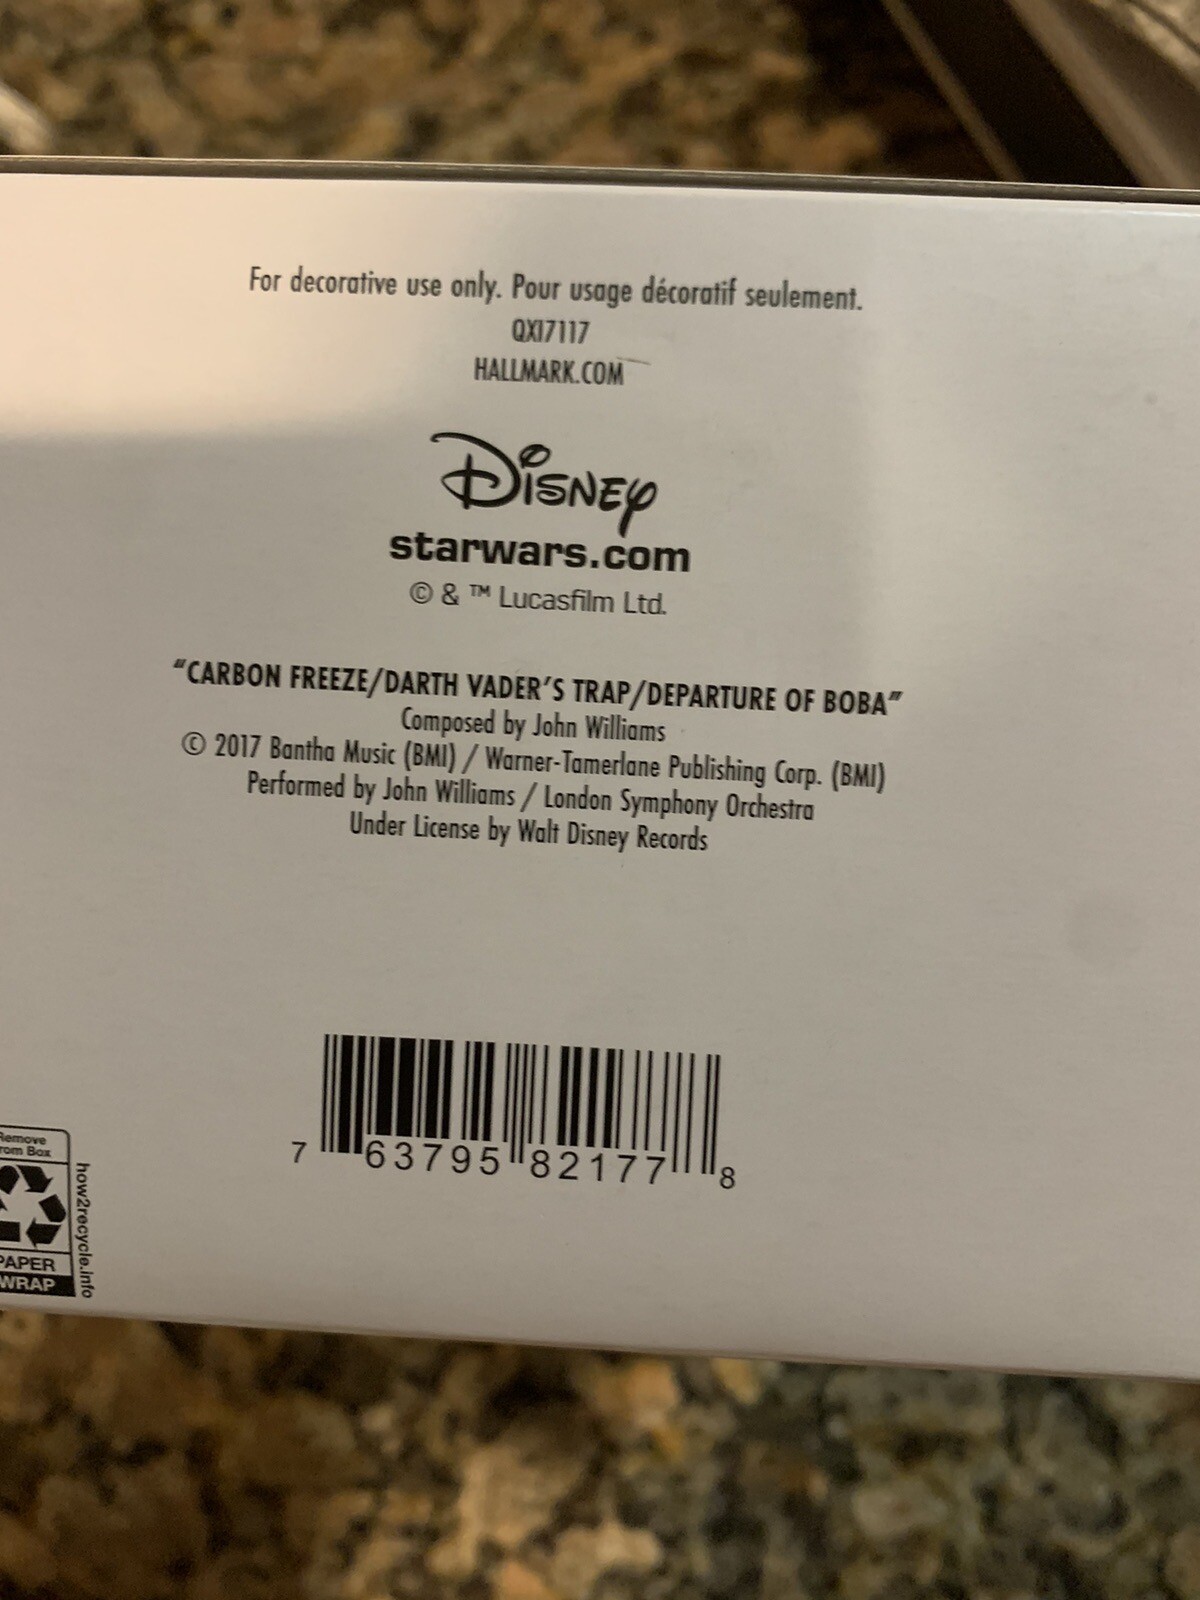 For decorative use only. Pour usage décoratif seulement.
QXI7117
HALLMARK.COM
Disney
starwars.com
© & ™ Lucasfilm Ltd.
"CARBON FREEZE/DARTH VADER'S TRAP/DEPARTURE OF BOBA"
Composed by John Williams
© 2017 Bantha Music (BMI) / Warner-Tamerlane Publishing Corp. (BMI)
Performed by John Williams / London Symphony Orchestra
Under License by Walt Disney Records
7 63795 82177 8
Remove
from Box
PAPER
WRAP
how2recycle.info